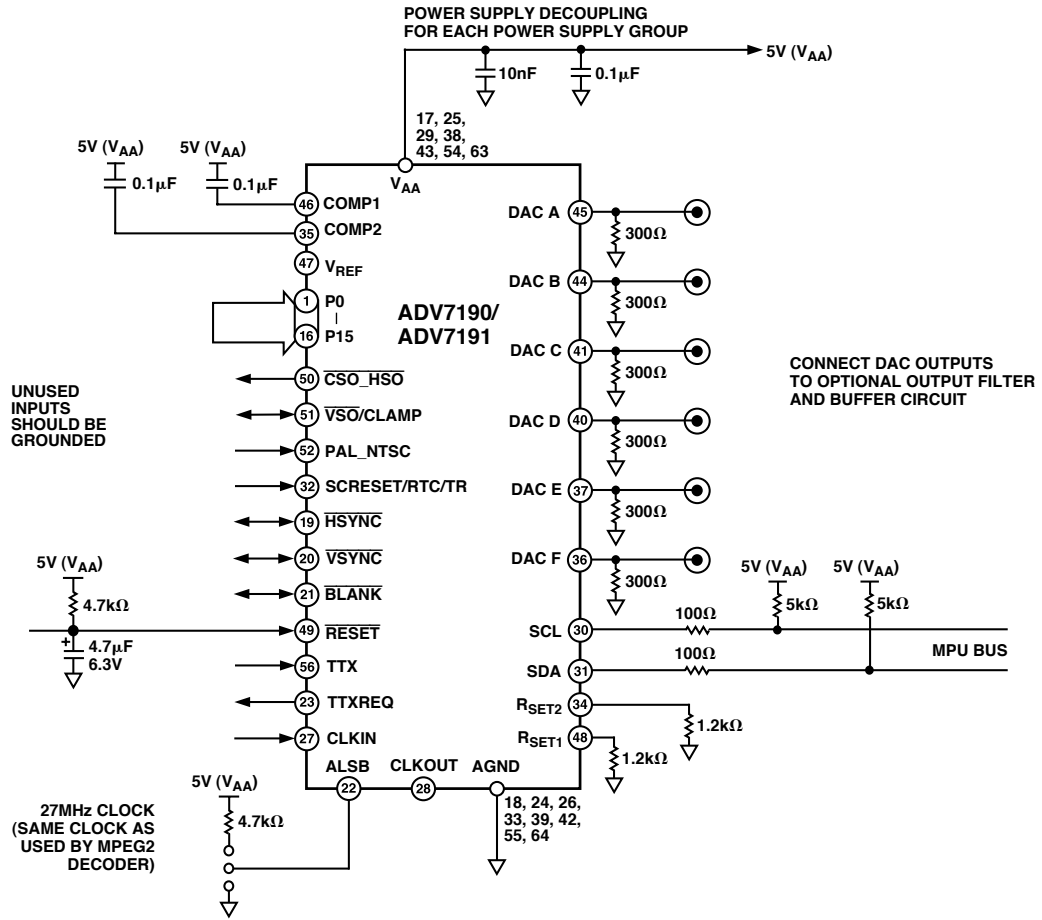 POWER SUPPLY DECOUPLING
FOR EACH POWER SUPPLY GROUP
5V (VAA)
10nF
0.1µF
17, 25,
29, 38,
43, 54, 63
5V (VAA)
5V (VAA)
0.1µF
0.1µF
VAA
46 COMP1
35 COMP2
47 VREF
1 P0
16 P15
50 CSO_HSO
51 VSO/CLAMP
52 PAL_NTSC
32 SCRESET/RTC/TR
19 HSYNC
20 VSYNC
21 BLANK
49 RESET
56 TTX
23 TTXREQ
27 CLKIN
ADV7190/
ADV7191
DAC A 45
300Ω
DAC B 44
300Ω
DAC C 41
300Ω
DAC D 40
300Ω
DAC E 37
300Ω
DAC F 36
300Ω
CONNECT DAC OUTPUTS
TO OPTIONAL OUTPUT FILTER
AND BUFFER CIRCUIT
UNUSED
INPUTS
SHOULD BE
GROUNDED
5V (VAA)
4.7kΩ
+
4.7µF
6.3V
5V (VAA)
5V (VAA)
5kΩ
5kΩ
SCL 30
100Ω
SDA 31
100Ω
MPU BUS
RSET2 34
1.2kΩ
RSET1 48
1.2kΩ
ALSB
22
CLKOUT
28
AGND
18, 24, 26,
33, 39, 42,
55, 64
5V (VAA)
4.7kΩ
27MHz CLOCK
(SAME CLOCK AS
USED BY MPEG2
DECODER)